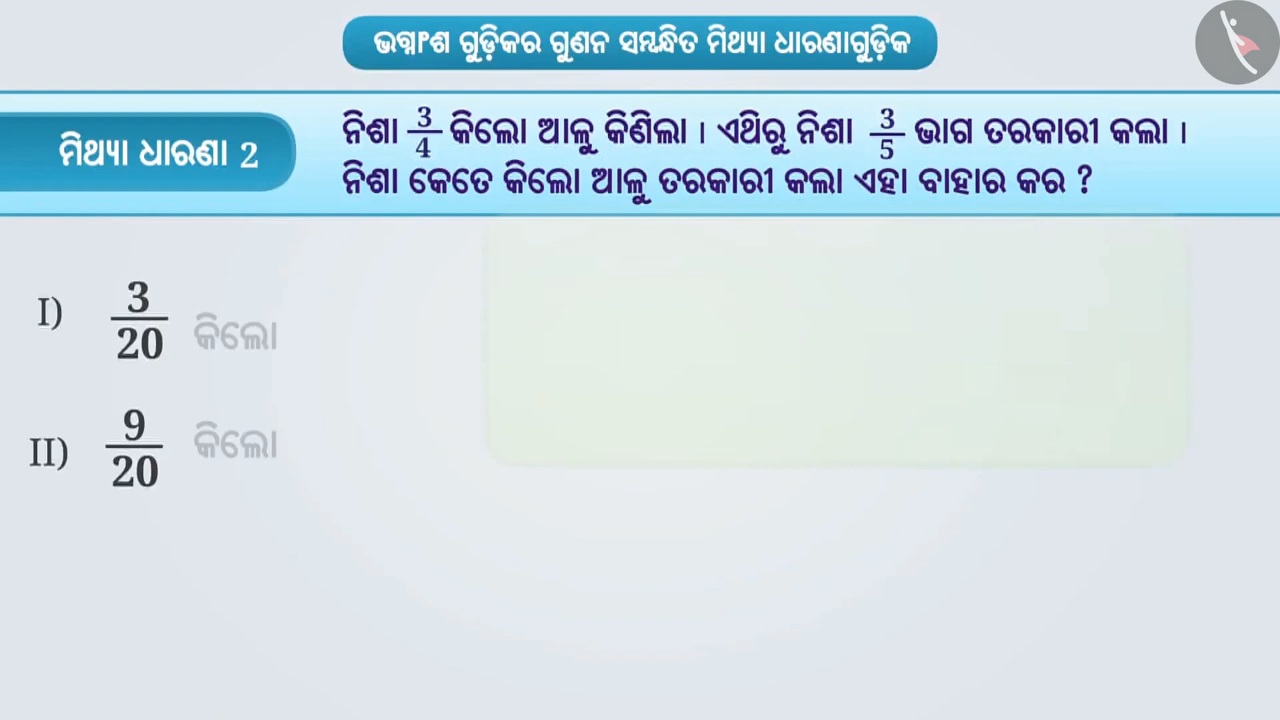 ଭଗ୍ନାଂଶ ଗୁଡ଼ିକର ଗୁଣନ ସମ୍ବନ୍ଧିତ ମିଥ୍ୟା ଧାରଣାଗୁଡ଼ିକ
ମିଥ୍ୟା ଧାରଣା 2
ନିଶା 3/4 କିଲୋ ଆଳୁ କିଣିଲା । ଏଥିରୁ ନିଶା 3/5 ଭାଗ ତରକାରୀ କଲା ।
ନିଶା କେତେ କିଲୋ ଆଳୁ ତରକାରୀ କଲା ଏହା ବାହାର କର ?
I) 3/20 କିଲୋ
II) 9/20 କିଲୋ